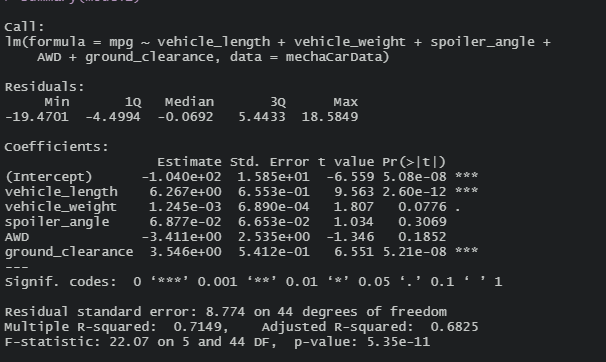 Call:
lm(formula = mpg ~ vehicle_length + vehicle_weight + spoiler_angle +
    AWD + ground_clearance, data = mechaCarData)

Residuals:
     Min       1Q   Median       3Q      Max
-19.4701  -4.4994  -0.0692   5.4433  18.5849

Coefficients:
                   Estimate Std. Error t value Pr(>|t|)
(Intercept)      -1.040e+02  1.585e+01  -6.559 5.08e-08 ***
vehicle_length    6.267e+00  6.553e-01   9.563 2.60e-12 ***
vehicle_weight    1.245e-03  6.890e-04   1.807   0.0776 .
spoiler_angle     6.877e-02  6.653e-02   1.034   0.3069
AWD              -3.411e+00  2.535e+00  -1.346   0.1852
ground_clearance  3.546e+00  5.412e-01   6.551 5.21e-08 ***
---
Signif. codes:  0 ‘***’ 0.001 ‘**’ 0.01 ‘*’ 0.05 ‘.’ 0.1 ‘ ’ 1

Residual standard error: 8.774 on 44 degrees of freedom
Multiple R-squared:  0.7149,    Adjusted R-squared:  0.6825
F-statistic: 22.07 on 5 and 44 DF,  p-value: 5.35e-11